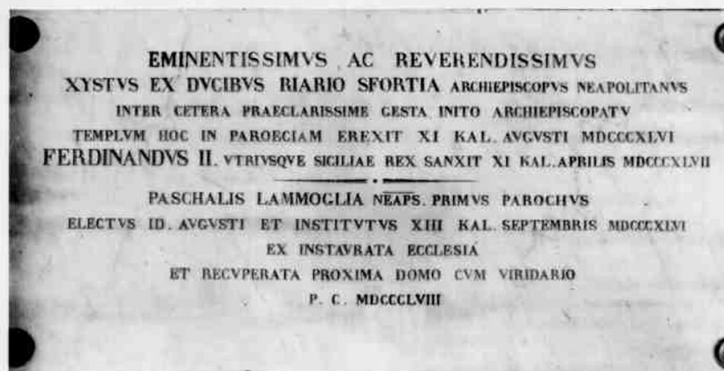 EMINENTISSIMVS AC REVERENDISSIMVS
XYSTVS EX DVCIBVS RIARIO SFORTIA ARCHIEPISCOPVS NEAPOLITANVS
INTER CETERA PRAECLARISSIME GESTA INITO ARCHIEPISCOPATV
TEMPLVM HOC IN PAROECIAM EREXIT XI KAL. AVGVSTI MDCCCXLVI
FERDINANDVS II. VTRIVSQVE SICILIAE REX SANXIT XI KAL. APRILIS MDCCCXLVII
PASCHALIS LAMMOGLIA NEAPS. PRIMVS PAROCHVS
ELECTVS ID. AVGVSTI ET INSTITVTVS XIII KAL. SEPTEMBRIS MDCCCXLVI
EX INSTAVRATA ECCLESIA
ET RECVPERATA PROXIMA DOMO CVM VIRIDARIO
P. C. MDCCCLVIII